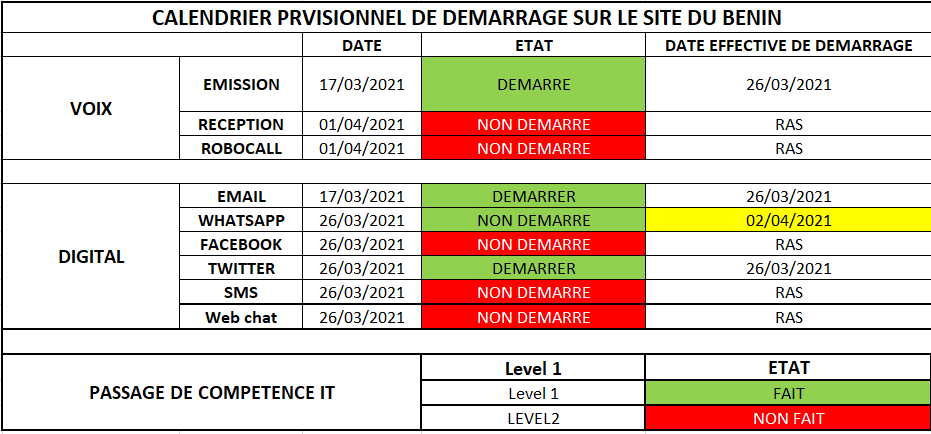 CALENDRIER PRVISIONNEL DE DEMARRAGE SUR LE SITE DU BENIN
DATE ETAT DATE EFFECTIVE DE DEMARRAGE
VOIX
EMISSION 17/03/2021 DEMARRE 26/03/2021
RECEPTION 01/04/2021 NON DEMARRE RAS
ROBOCALL 01/04/2021 NON DEMARRE RAS
DIGITAL
EMAIL 17/03/2021 DEMARRER 26/03/2021
WHATSAPP 26/03/2021 NON DEMARRE 02/04/2021
FACEBOOK 26/03/2021 NON DEMARRE RAS
TWITTER 26/03/2021 DEMARRER 26/03/2021
SMS 26/03/2021 NON DEMARRE RAS
Web chat 26/03/2021 NON DEMARRE RAS
PASSAGE DE COMPETENCE IT
Level 1 ETAT
Level 1 FAIT
LEVEL2 NON FAIT